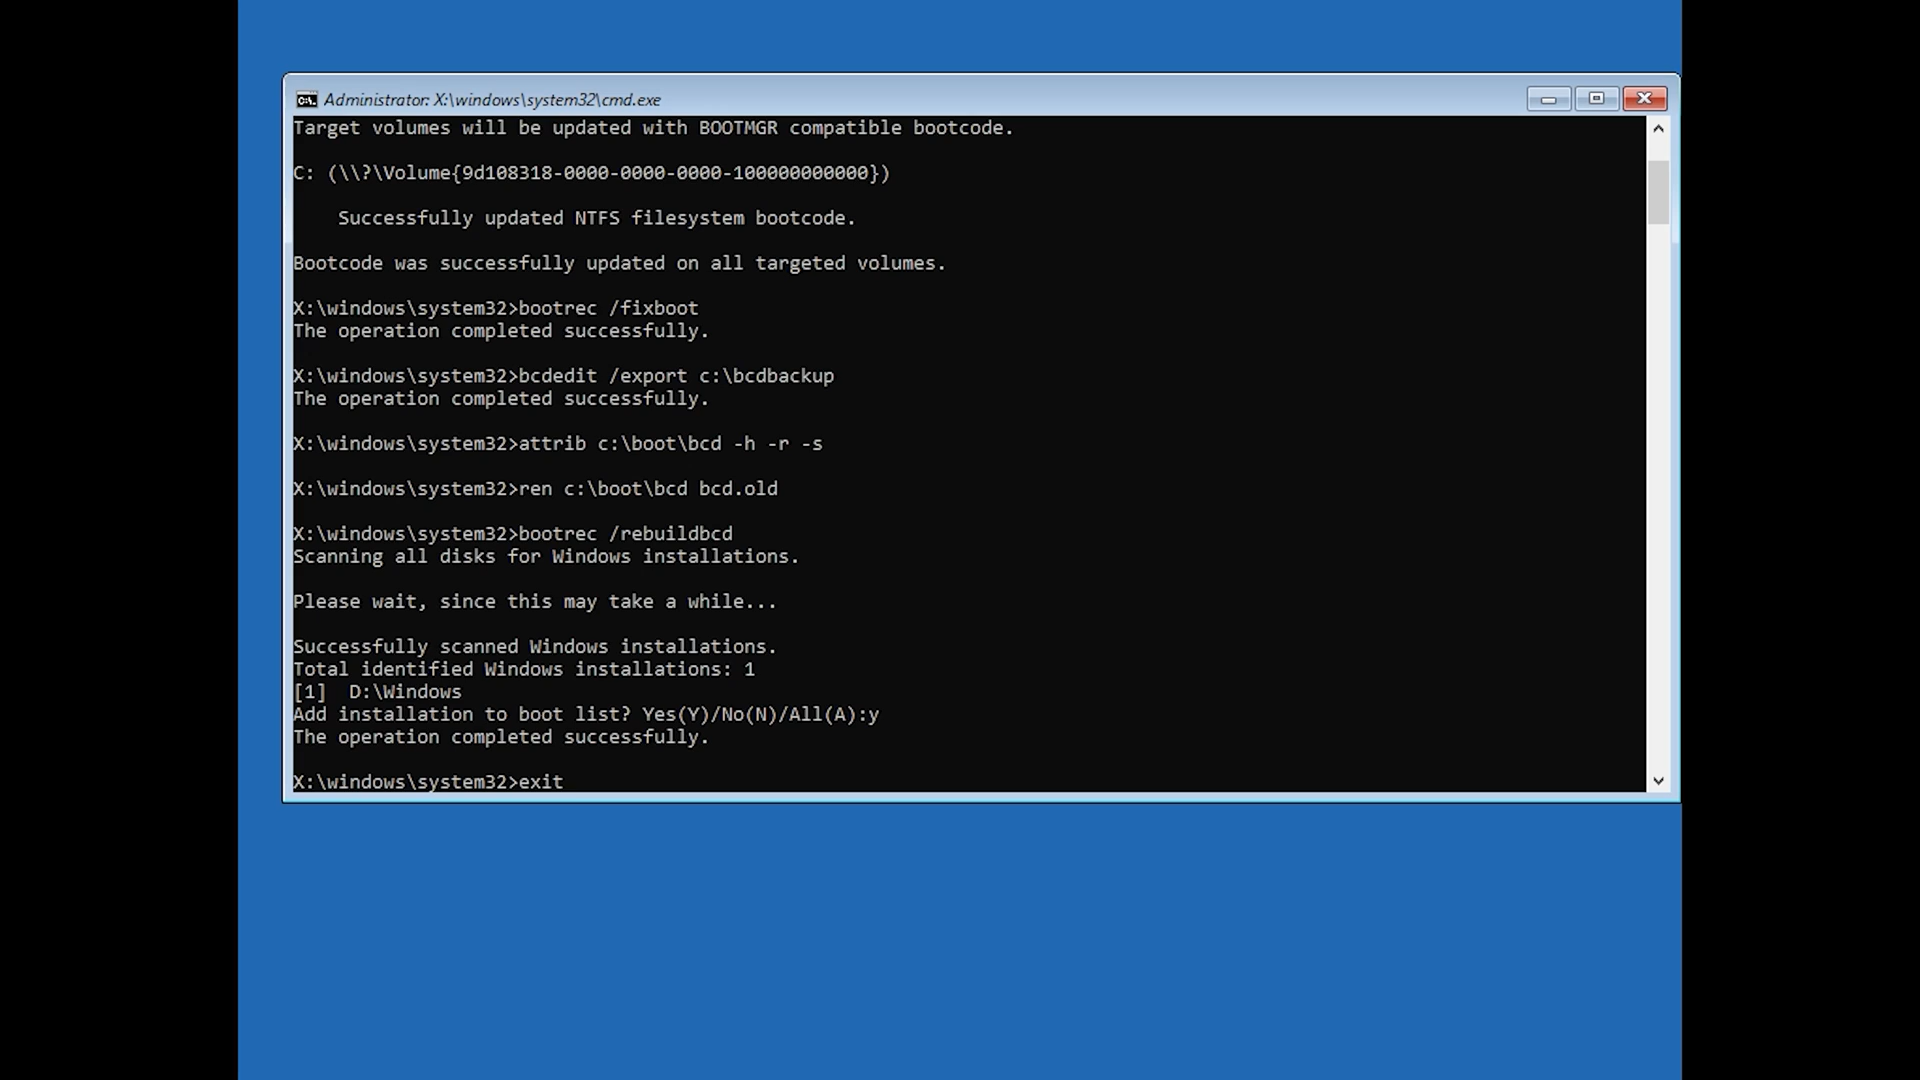 Administrator: X:\windows\system32\cmd.exe
Target volumes will be updated with BOOTMGR compatible bootcode.
C: (\\?\Volume{9d108318-0000-0000-0000-100000000000})
Successfully updated NTFS filesystem bootcode.
Bootcode was successfully updated on all targeted volumes.
X:\windows\system32>bootrec /fixboot
The operation completed successfully.
X:\windows\system32>bcdedit /export c:\bcdbackup
The operation completed successfully.
X:\windows\system32>attrib c:\boot\bcd -h -r -s
X:\windows\system32>ren c:\boot\bcd bcd.old
X:\windows\system32>bootrec /rebuildbcd
Scanning all disks for Windows installations.
Please wait, since this may take a while...
Successfully scanned Windows installations.
Total identified Windows installations: 1
[1]  D:\Windows
Add installation to boot list? Yes(Y)/No(N)/All(A):y
The operation completed successfully.
X:\windows\system32>exit